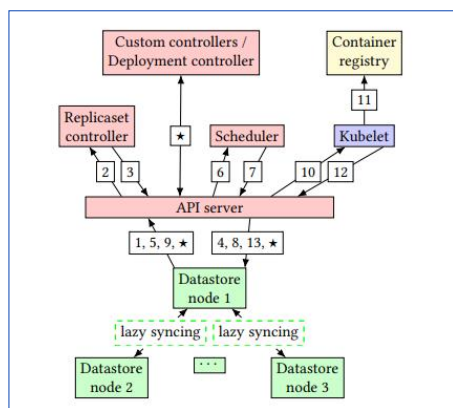 Custom controllers /
Deployment controller
Container
registry
11
Replicaset
controller
★
Scheduler
Kubelet
2
3
6
7
10
12
API server
1, 5, 9, ★
4, 8, 13, ★
Datastore
node 1
lazy syncing
lazy syncing
Datastore
node 2
...
Datastore
node 3